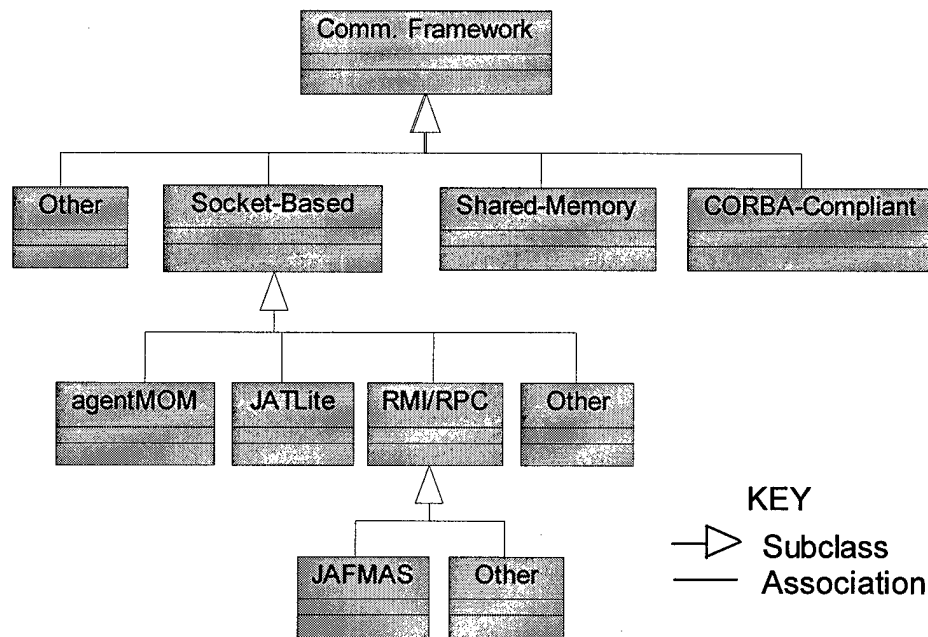 Comm. Framework
Other
Socket-Based
Shared-Memory
CORBA-Compliant
agentMOM
JATLite
RMI/RPC
Other
KEY
Subclass
Association
JAFMAS
Other